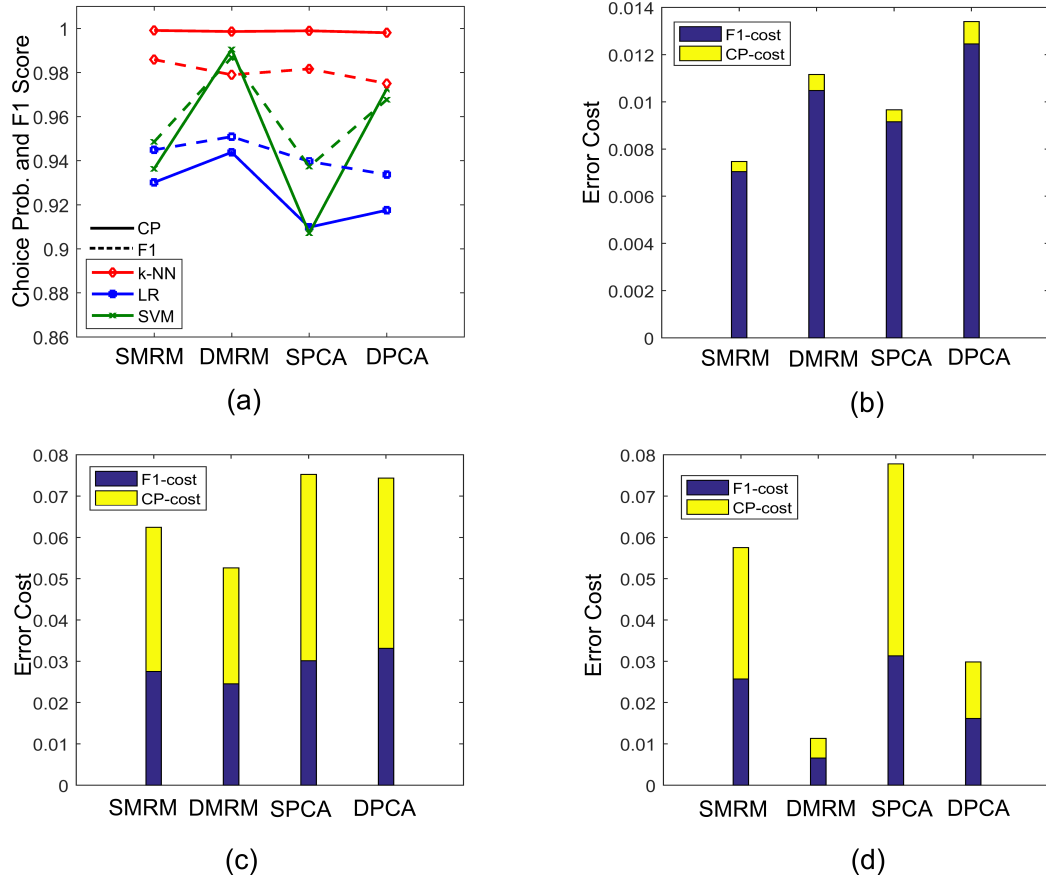 Choice Prob. and F1 Score
1
0.98
0.96
0.94
0.92
0.9
0.88
0.86
CP
F1
k-NN
LR
SVM
SMRM DMRM SPCA DPCA
(a)
Error Cost
0.014
0.012
0.01
0.008
0.006
0.004
0.002
0
F1-cost
CP-cost
SMRM DMRM SPCA DPCA
(b)
Error Cost
0.08
0.07
0.06
0.05
0.04
0.03
0.02
0.01
0
F1-cost
CP-cost
SMRM DMRM SPCA DPCA
(c)
Error Cost
0.08
0.07
0.06
0.05
0.04
0.03
0.02
0.01
0
F1-cost
CP-cost
SMRM DMRM SPCA DPCA
(d)